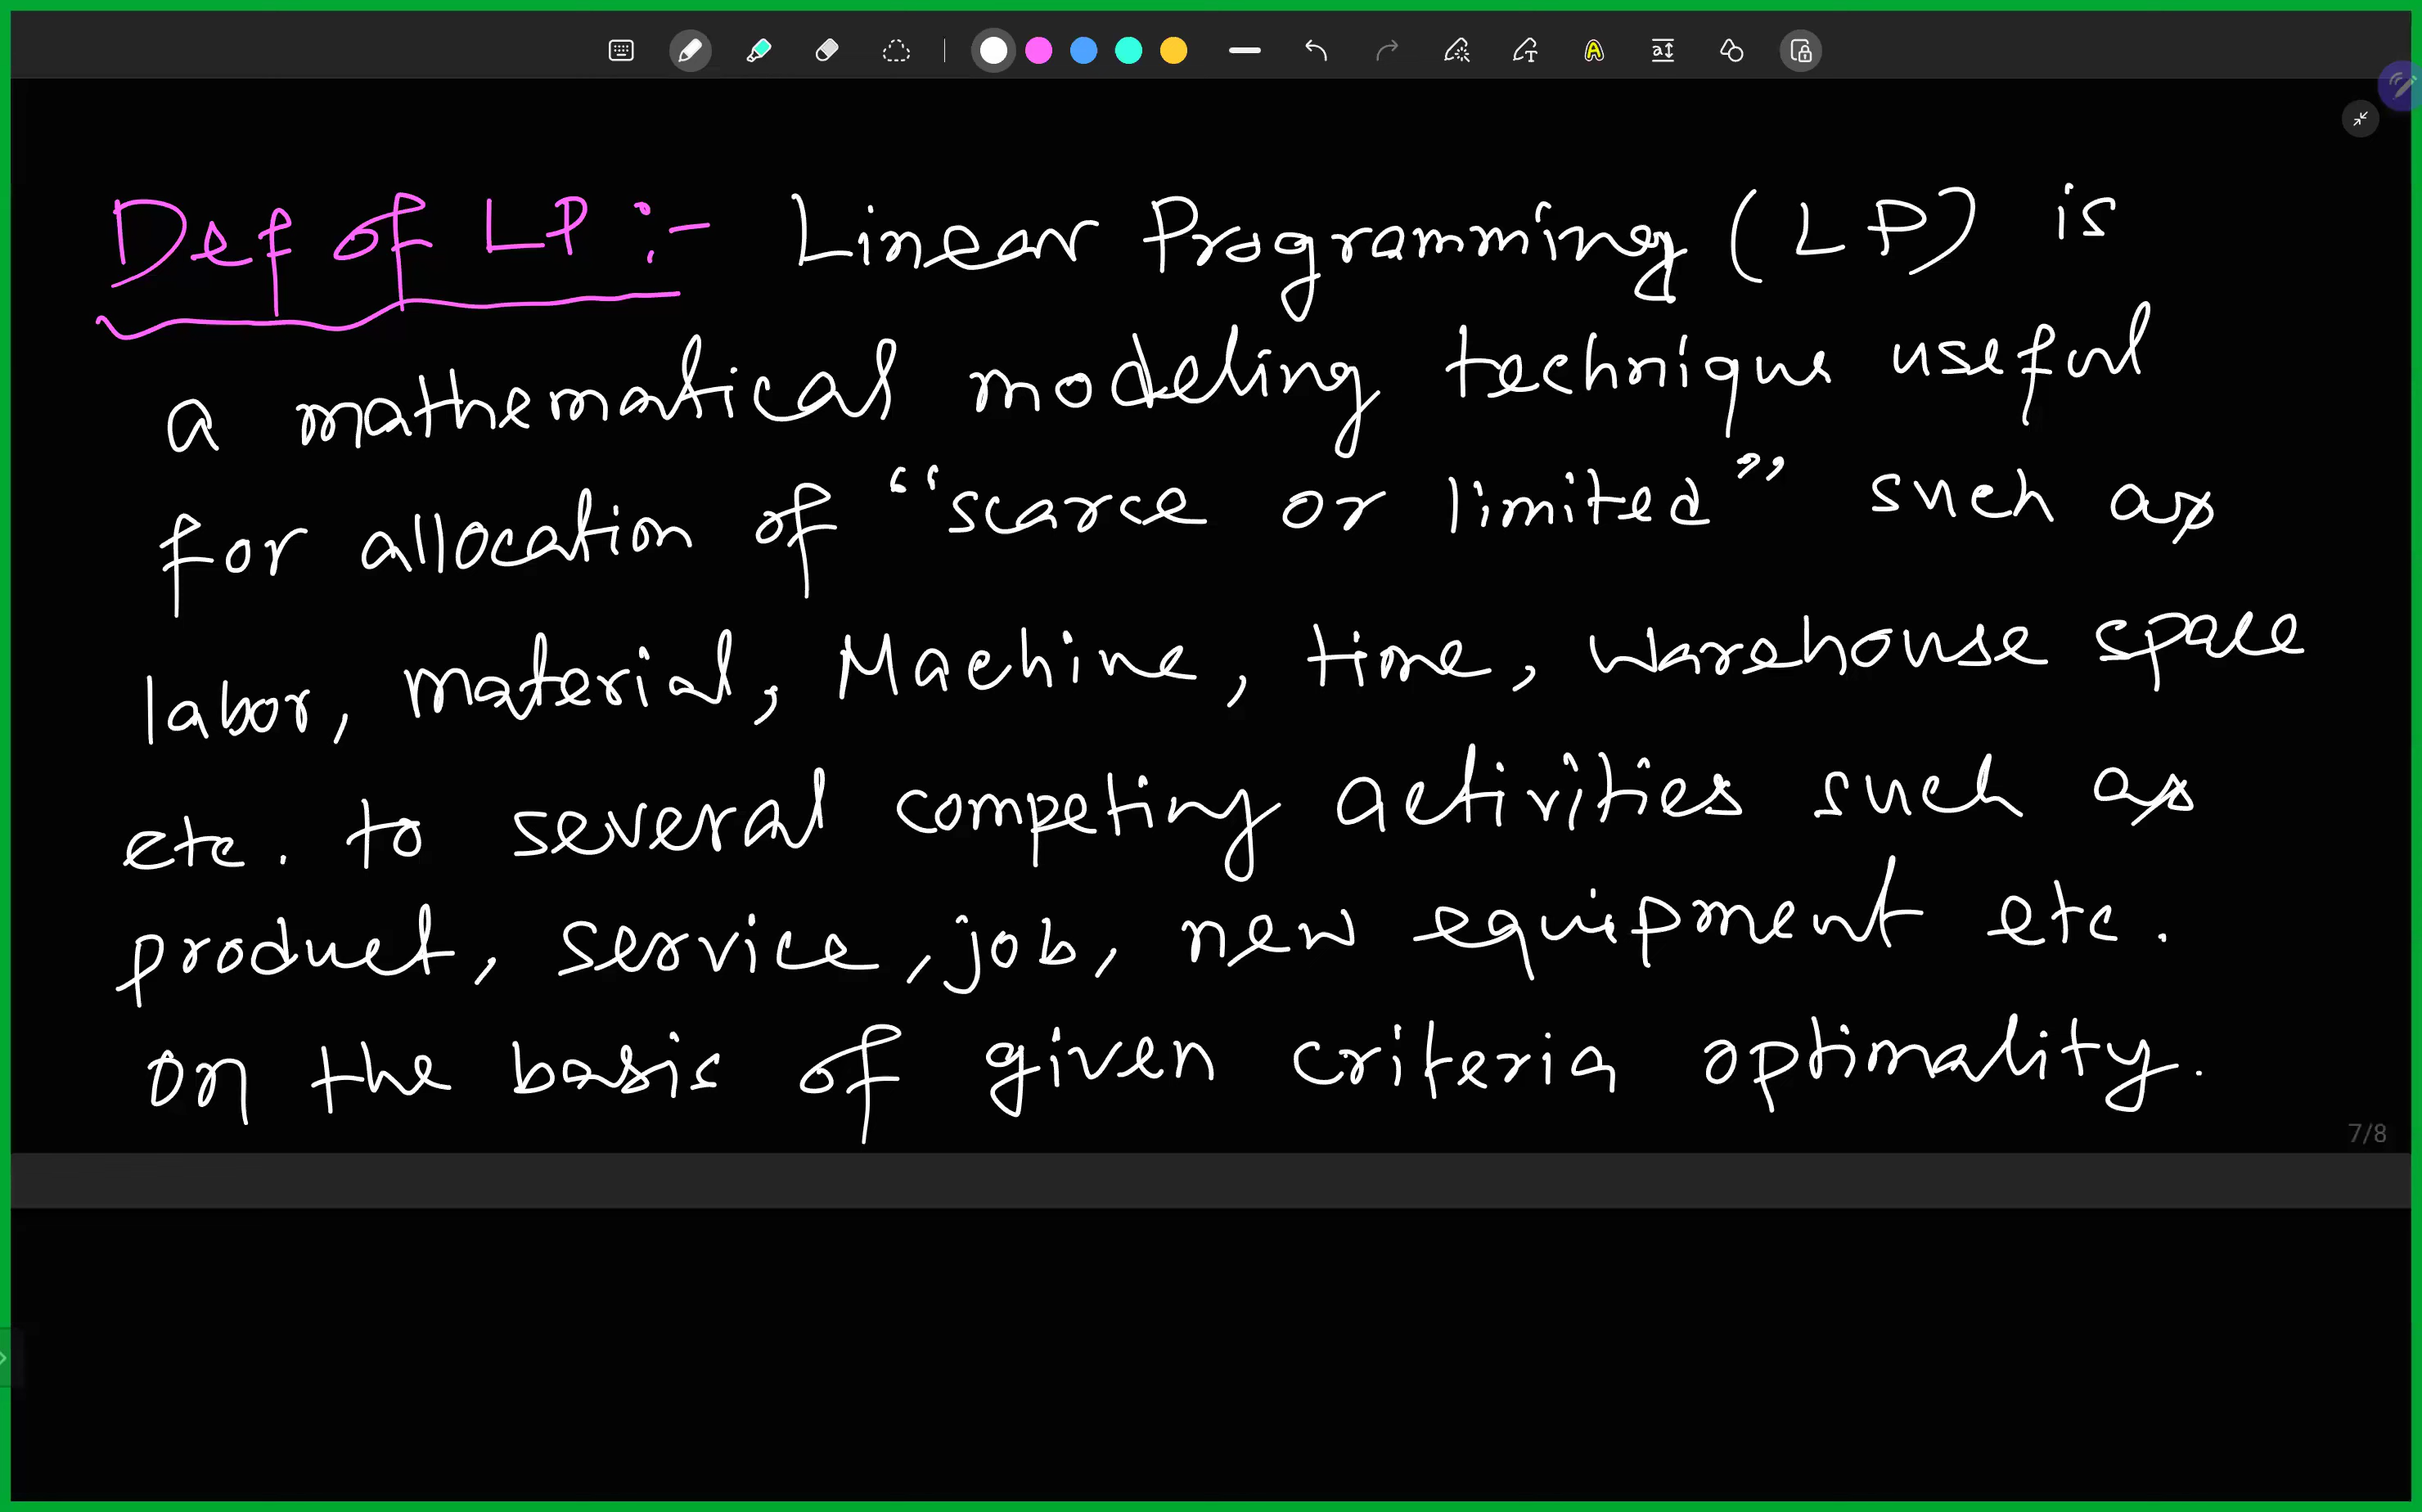 Def of LP :- Linear Programming (LP) is
a mathematical modeling technique useful
for allocation of “scarce or limited” such as
labor, material, Machine, time, warehouse space
etc. to several competing activities such as
product, service, job, new equipment etc.
on the basis of given criteria optimality.
7/8